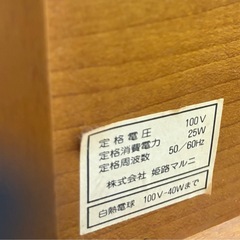 定格電圧 100V
定格消費電力 25W
定格周波数 50/60Hz
株式会社 姫路マルニ
白熱電球 100V-40Wまで